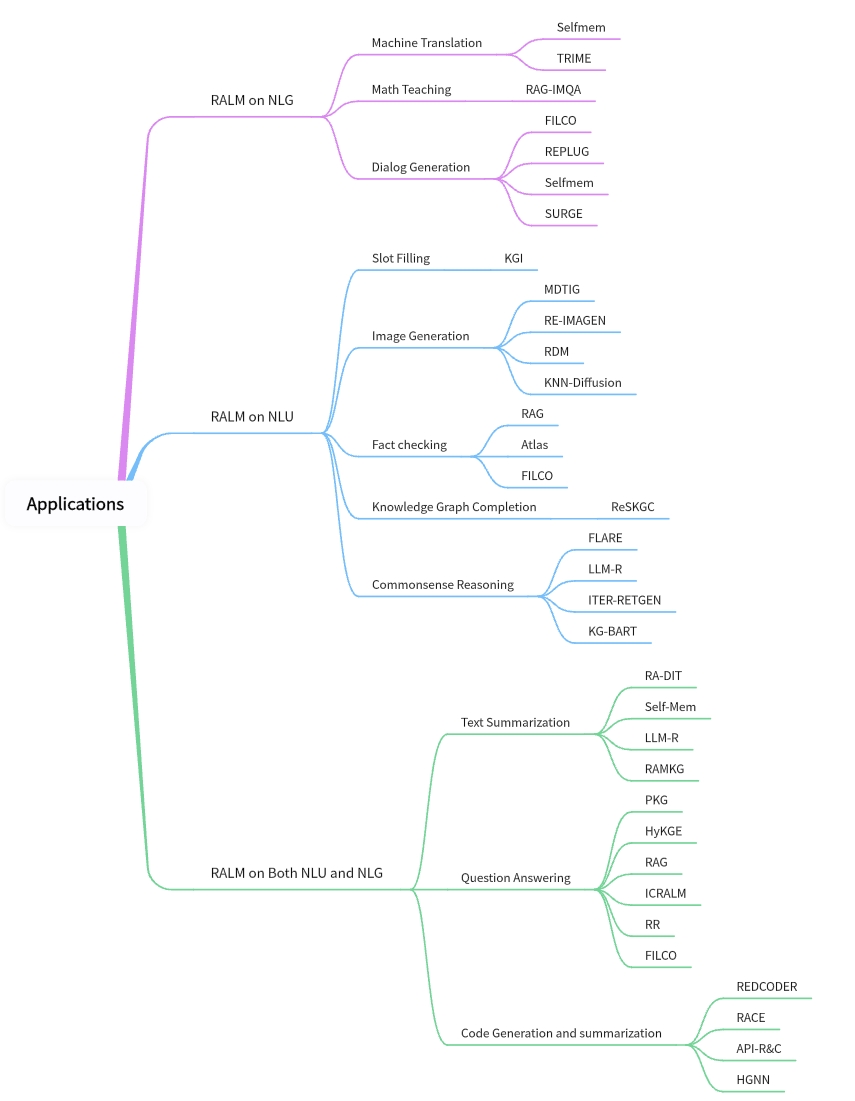 Applications
RALM on NLG
Machine Translation
Selfmem
TRIME
Math Teaching
RAG-IMQA
Dialog Generation
FILCO
REPLUG
Selfmem
SURGE
RALM on NLU
Slot Filling
KGI
Image Generation
MDTIG
RE-IMAGEN
RDM
KNN-Diffusion
Fact checking
RAG
Atlas
FILCO
Knowledge Graph Completion
ReSKGC
Commonsense Reasoning
FLARE
LLM-R
ITER-RETGEN
KG-BART
RALM on Both NLU and NLG
Text Summarization
RA-DIT
Self-Mem
LLM-R
RAMKG
Question Answering
PKG
HyKGE
RAG
ICRALM
RR
FILCO
Code Generation and summarization
REDCODER
RACE
API-R&C
HGNN